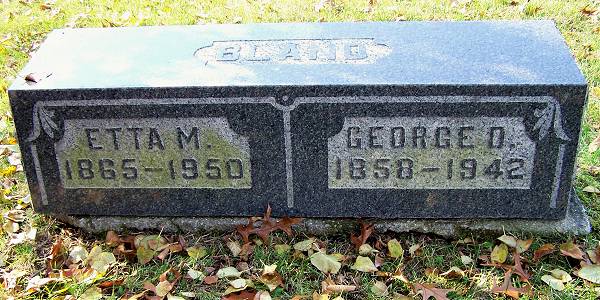 BLAND
ETTA M.
1865–1950
GEORGE O.
1858–1942